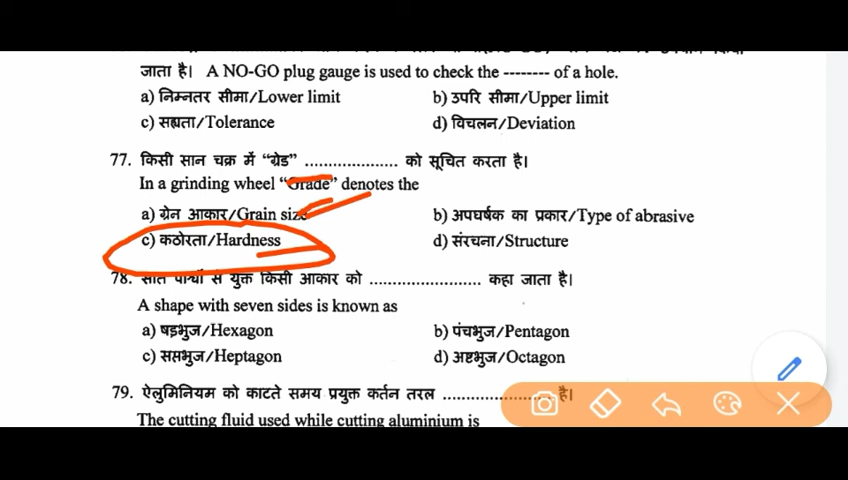 जाता है। A NO-GO plug gauge is used to check the -------- of a hole.
a) निम्नतर सीमा/Lower limit b) उपरि सीमा/Upper limit
c) सह्यता/Tolerance d) विचलन/Deviation
77. किसी सान चक्र में “ग्रेड” .................... को सूचित करता है।
In a grinding wheel “Grade” denotes the
a) ग्रेन आकार/Grain size b) अपघर्षक का प्रकार/Type of abrasive
c) कठोरता/Hardness d) संरचना/Structure
78. सात पार्श्वों से युक्त किसी आकार को ........................ कहा जाता है।
A shape with seven sides is known as
a) षड्भुज/Hexagon b) पंचभुज/Pentagon
c) सप्तभुज/Heptagon d) अष्टभुज/Octagon
79. ऐलुमिनियम को काटते समय प्रयुक्त कर्तन तरल ........................ है।
The cutting fluid used while cutting aluminium is